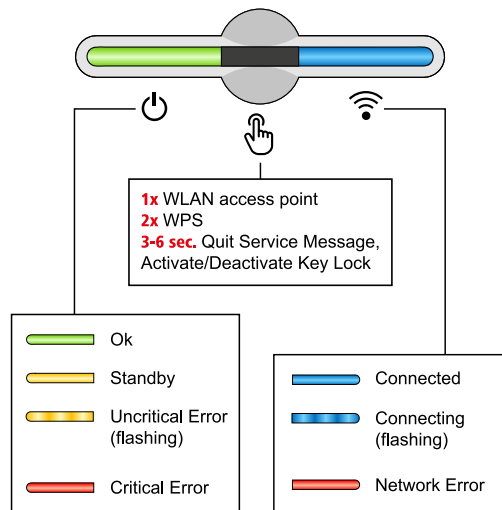 1x WLAN access point
2x WPS
3-6 sec. Quit Service Message,
Activate/Deactivate Key Lock
Ok
Standby
Uncritical Error
(flashing)
Critical Error
Connected
Connecting
(flashing)
Network Error